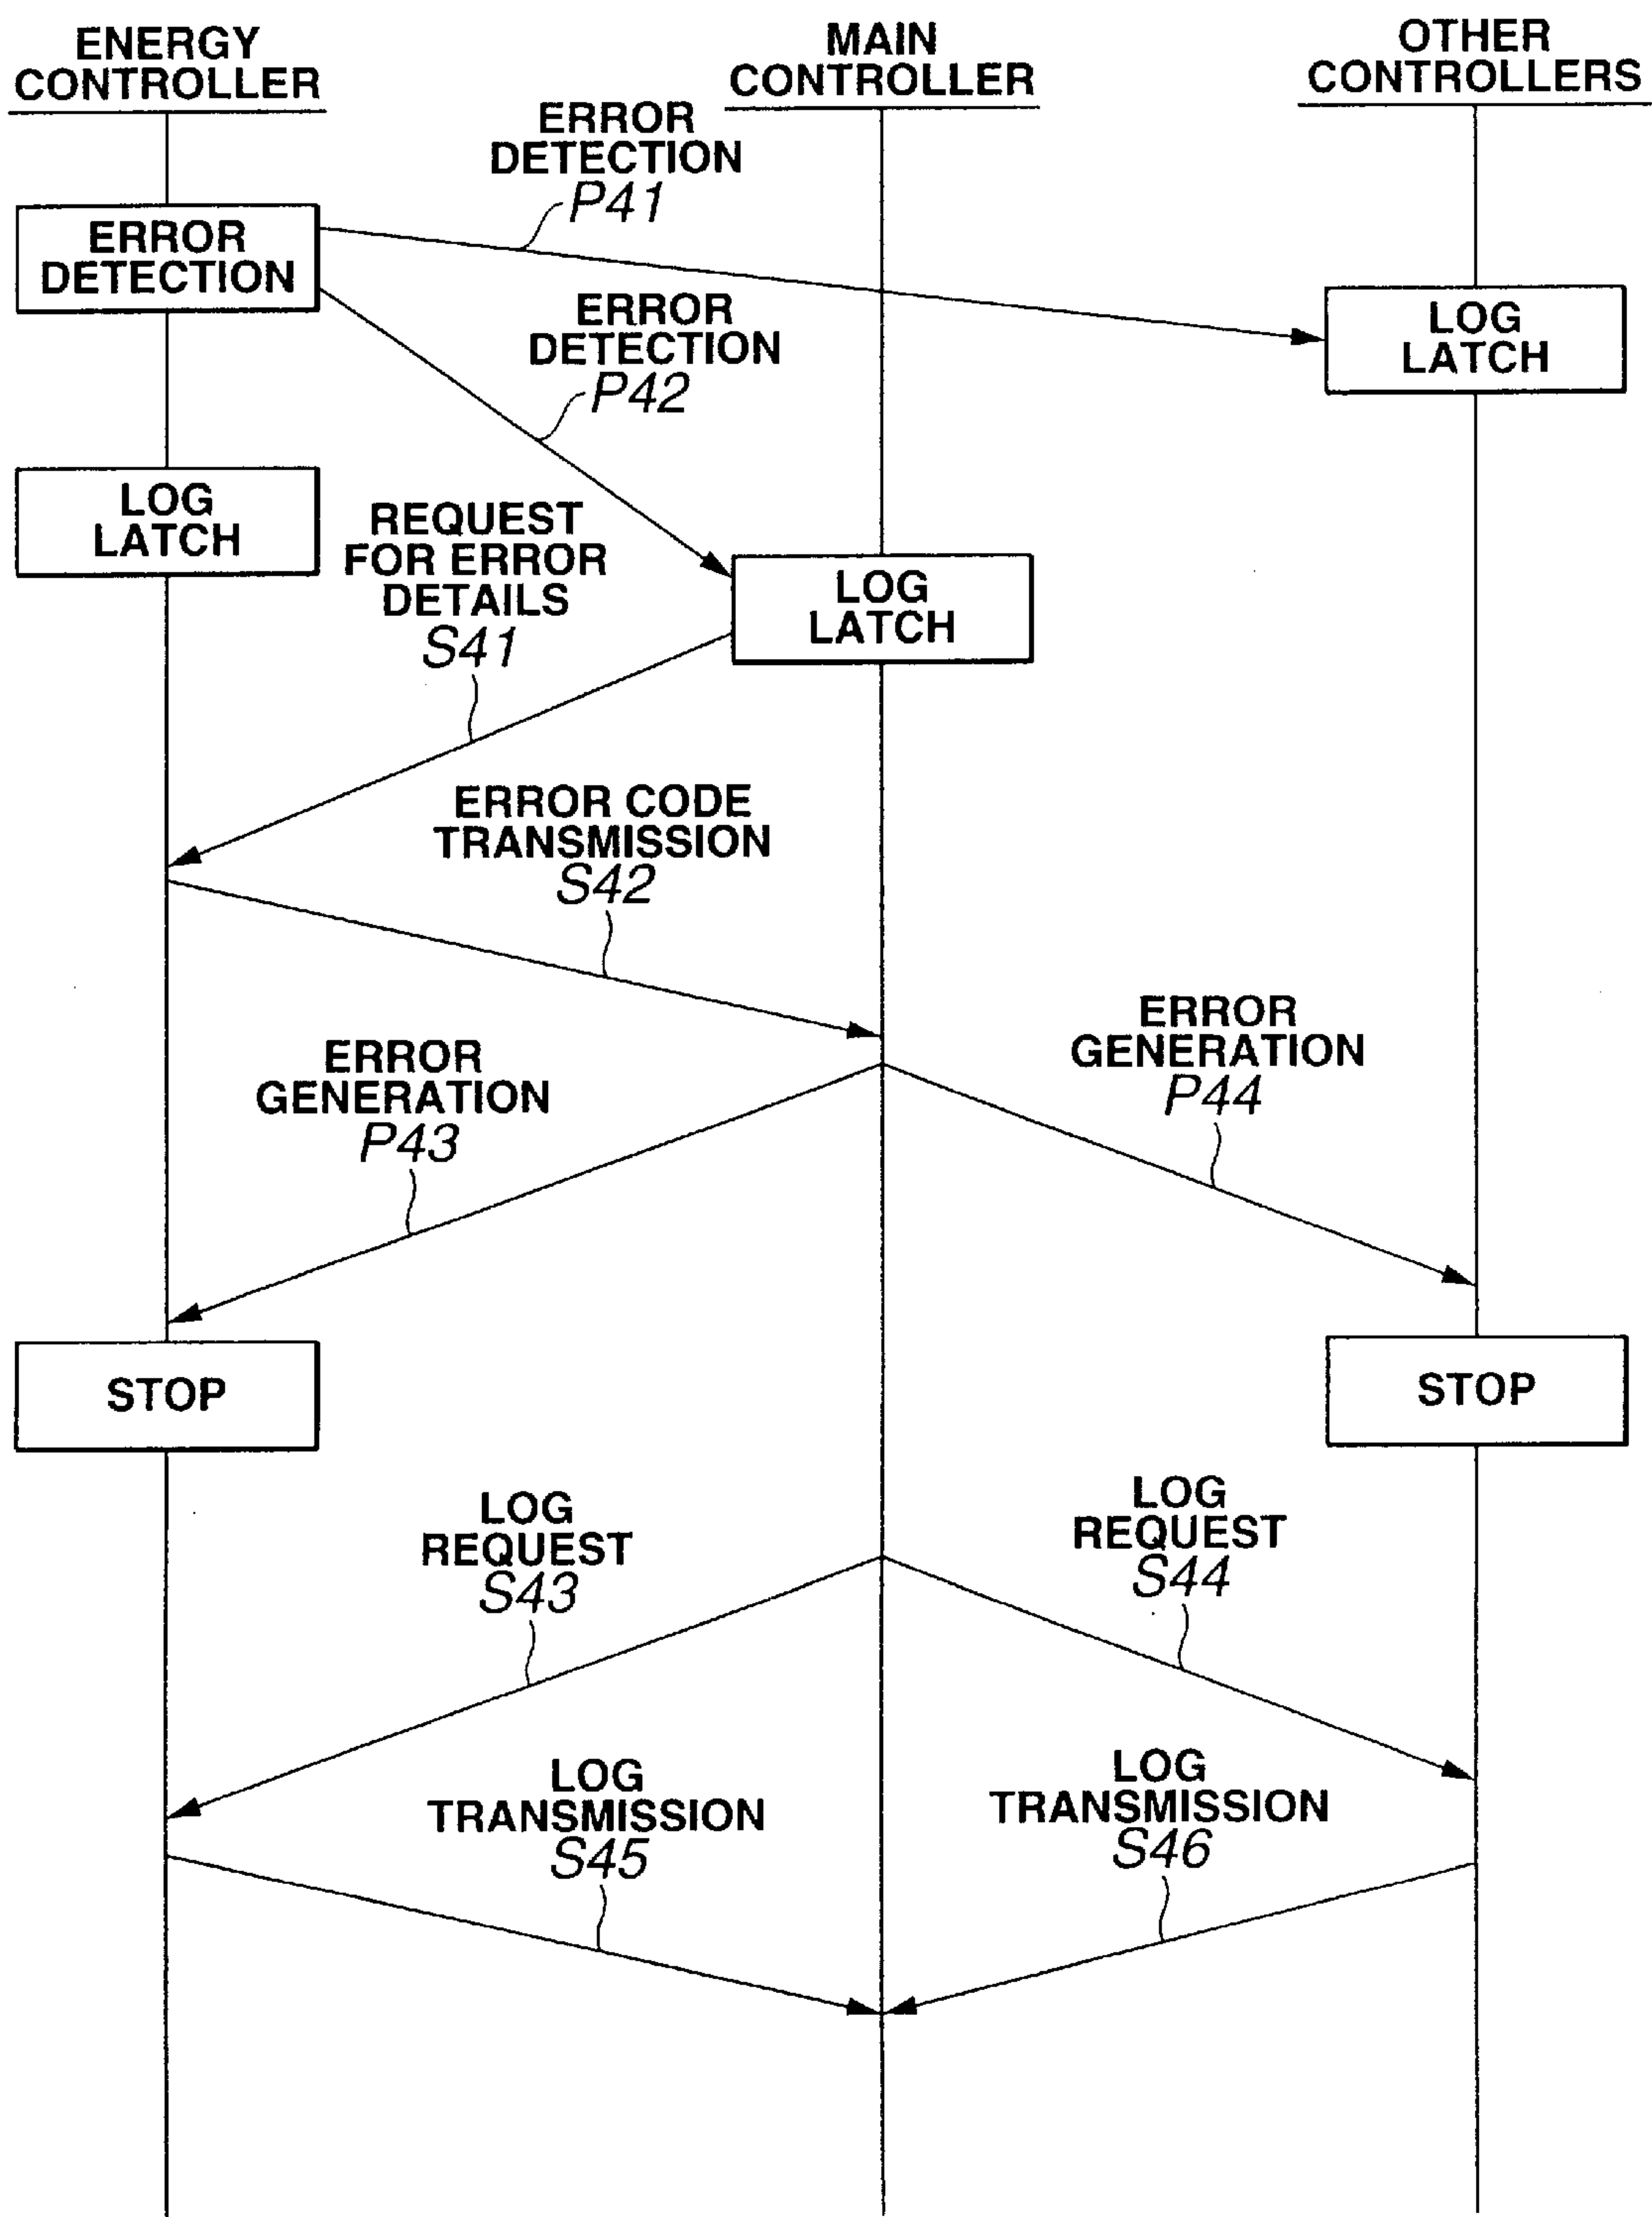 ENERGY
CONTROLLER
MAIN
CONTROLLER
OTHER
CONTROLLERS
ERROR
DETECTION
P41
ERROR
DETECTION
LOG
LATCH
ERROR
DETECTION
P42
LOG
LATCH
REQUEST
FOR ERROR
DETAILS
S41
LOG
LATCH
ERROR CODE
TRANSMISSION
S42
ERROR
GENERATION
P43
ERROR
GENERATION
P44
STOP
STOP
LOG
REQUEST
S43
LOG
REQUEST
S44
LOG
TRANSMISSION
S45
LOG
TRANSMISSION
S46